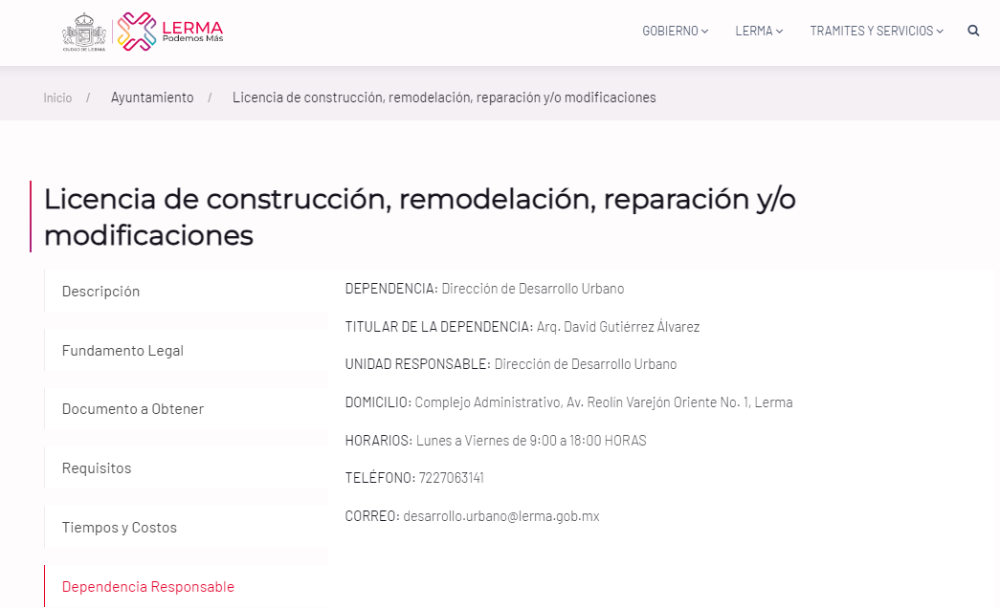 CIUDAD DE LERMA
LERMA
Podemos Más
GOBIERNO
LERMA
TRAMITES Y SERVICIOS
Inicio / Ayuntamiento / Licencia de construcción, remodelación, reparación y/o modificaciones
Licencia de construcción, remodelación, reparación y/o
modificaciones
Descripción
Fundamento Legal
Documento a Obtener
Requisitos
Tiempos y Costos
Dependencia Responsable
DEPENDENCIA: Dirección de Desarrollo Urbano
TITULAR DE LA DEPENDENCIA: Arq. David Gutiérrez Álvarez
UNIDAD RESPONSABLE: Dirección de Desarrollo Urbano
DOMICILIO: Complejo Administrativo, Av. Reolín Varejón Oriente No. 1, Lerma
HORARIOS: Lunes a Viernes de 9:00 a 18:00 HORAS
TELÉFONO: 7227063141
CORREO: desarrollo.urbano@lerma.gob.mx